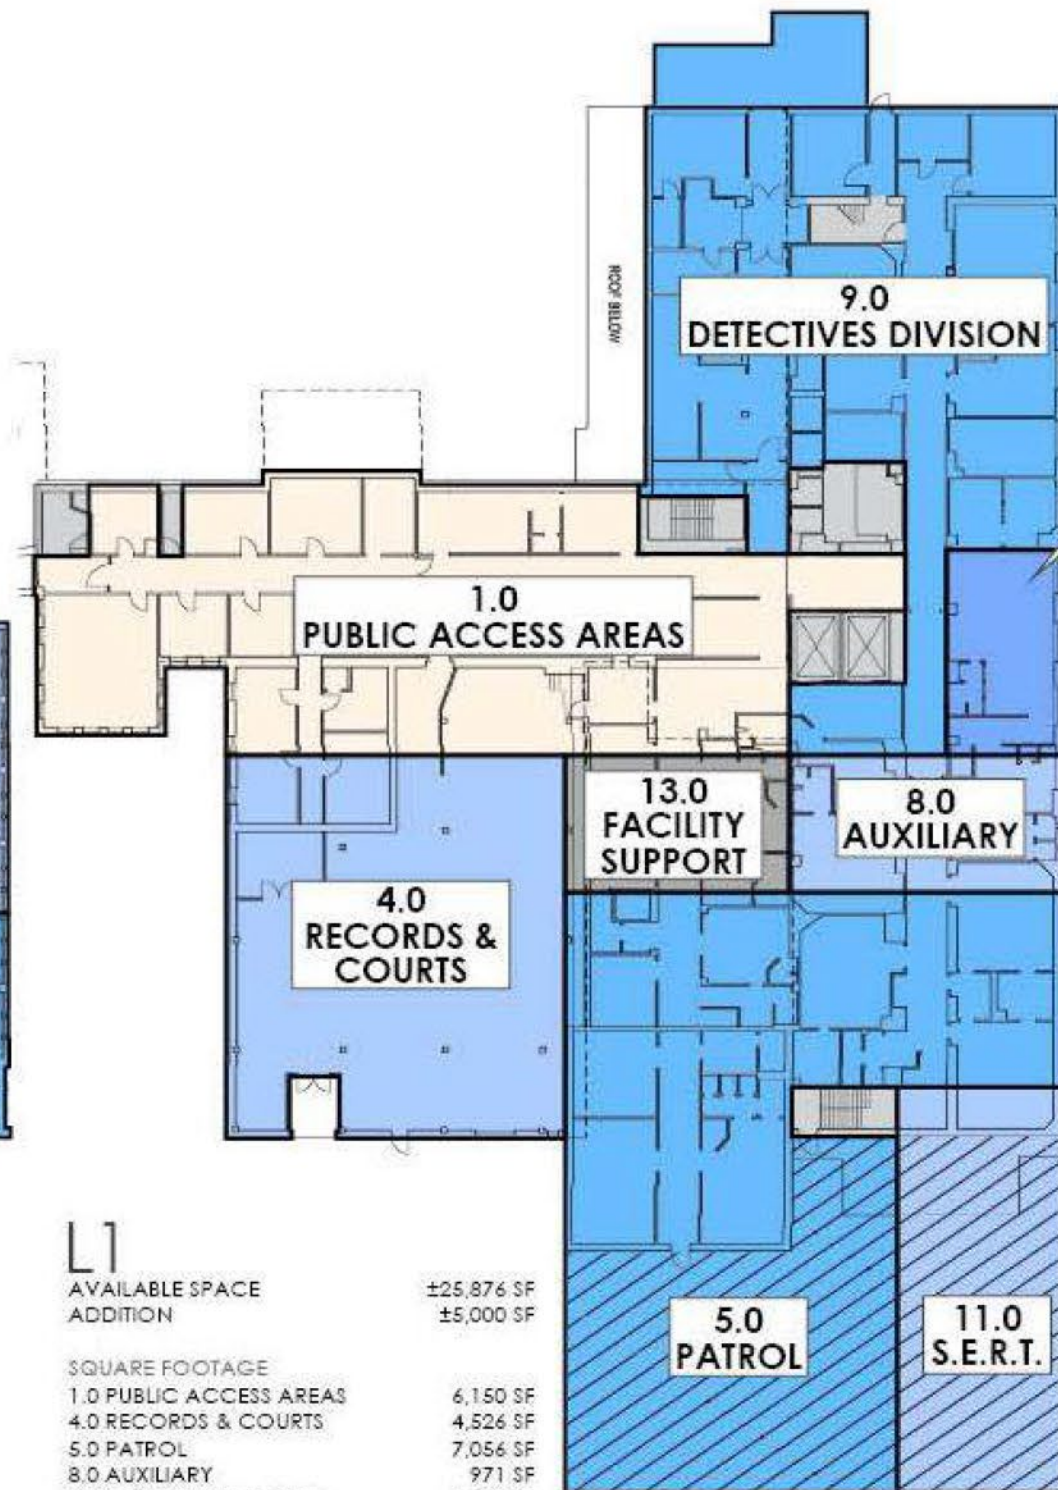 ROOF BELOW
9.0
DETECTIVES DIVISION
1.0
PUBLIC ACCESS AREAS
13.0
FACILITY
SUPPORT
8.0
AUXILIARY
4.0
RECORDS &
COURTS
5.0
PATROL
11.0
S.E.R.T.
L1
AVAILABLE SPACE ±25,876 SF
ADDITION ±5,000 SF
SQUARE FOOTAGE
1.0 PUBLIC ACCESS AREAS 6,150 SF
4.0 RECORDS & COURTS 4,526 SF
5.0 PATROL 7,056 SF
8.0 AUXILIARY 971 SF